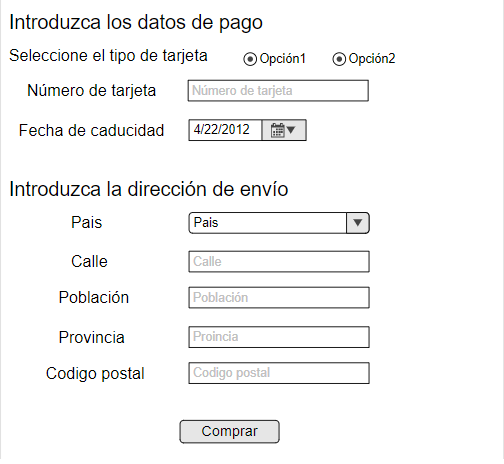 Introduzca los datos de pago
Seleccione el tipo de tarjeta Opción1 Opción2
Número de tarjeta Número de tarjeta
Fecha de caducidad 4/22/2012
Introduzca la dirección de envío
Pais Pais
Calle Calle
Población Población
Provincia Proincia
Codigo postal Codigo postal
Comprar